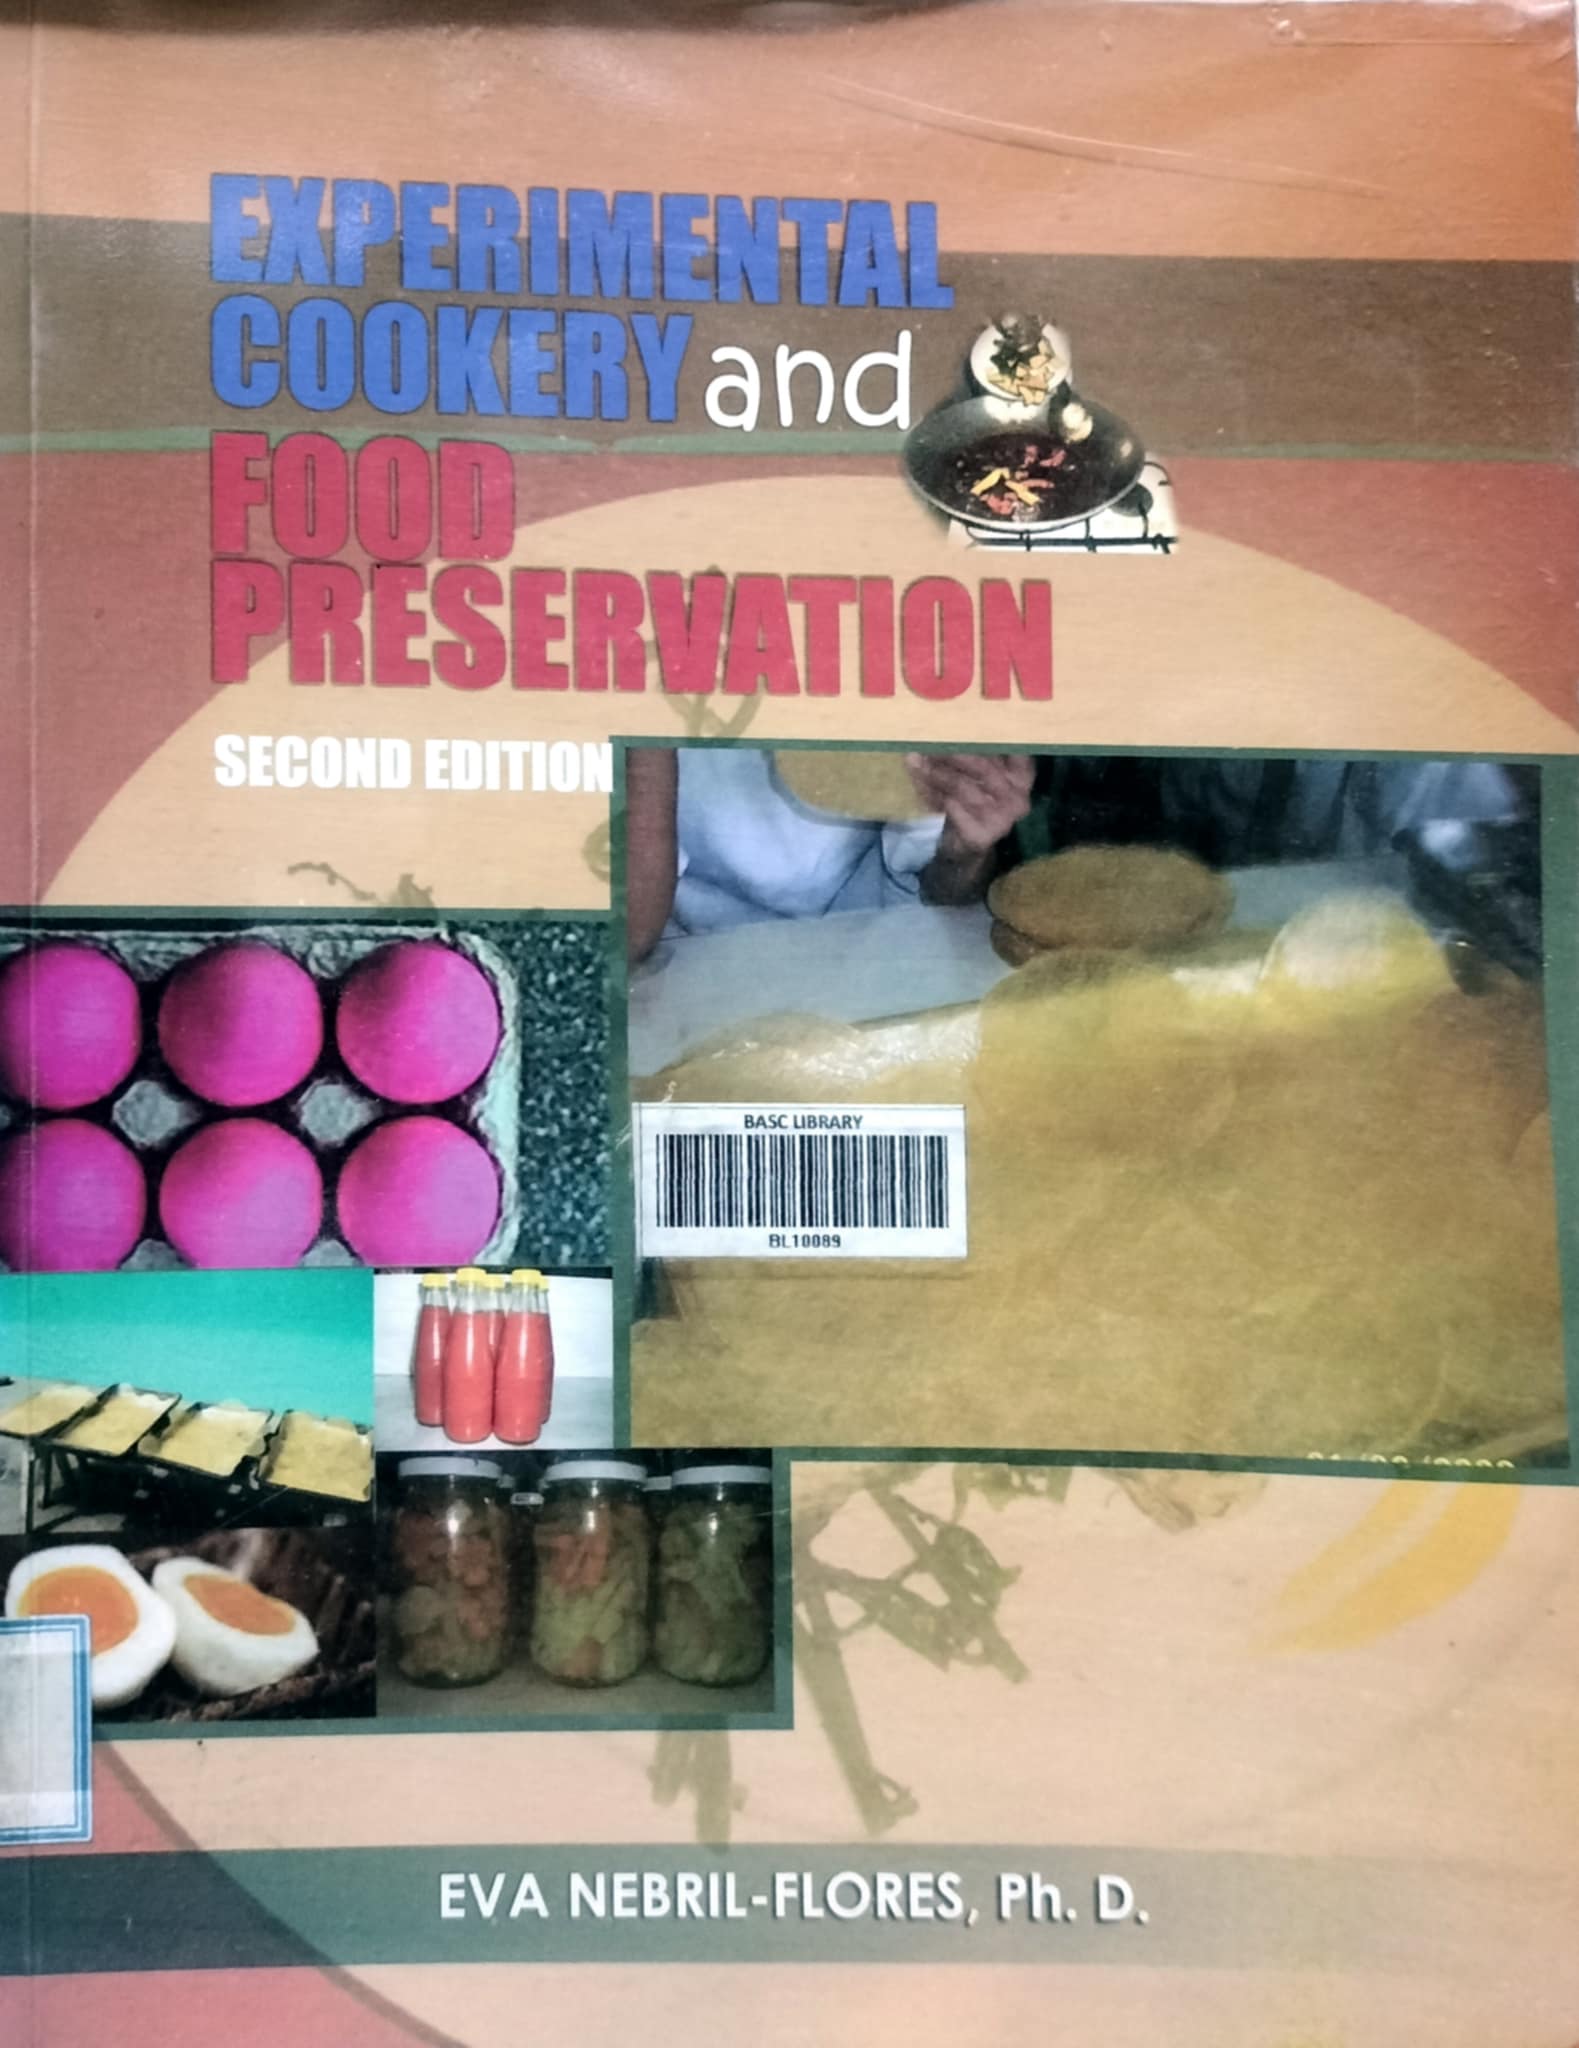 EXPERIMENTAL
COOKERY and
FOOD
PRESERVATION
SECOND EDITION
BASC LIBRARY
BL10089
EVA NEBRIL-FLORES, Ph. D.